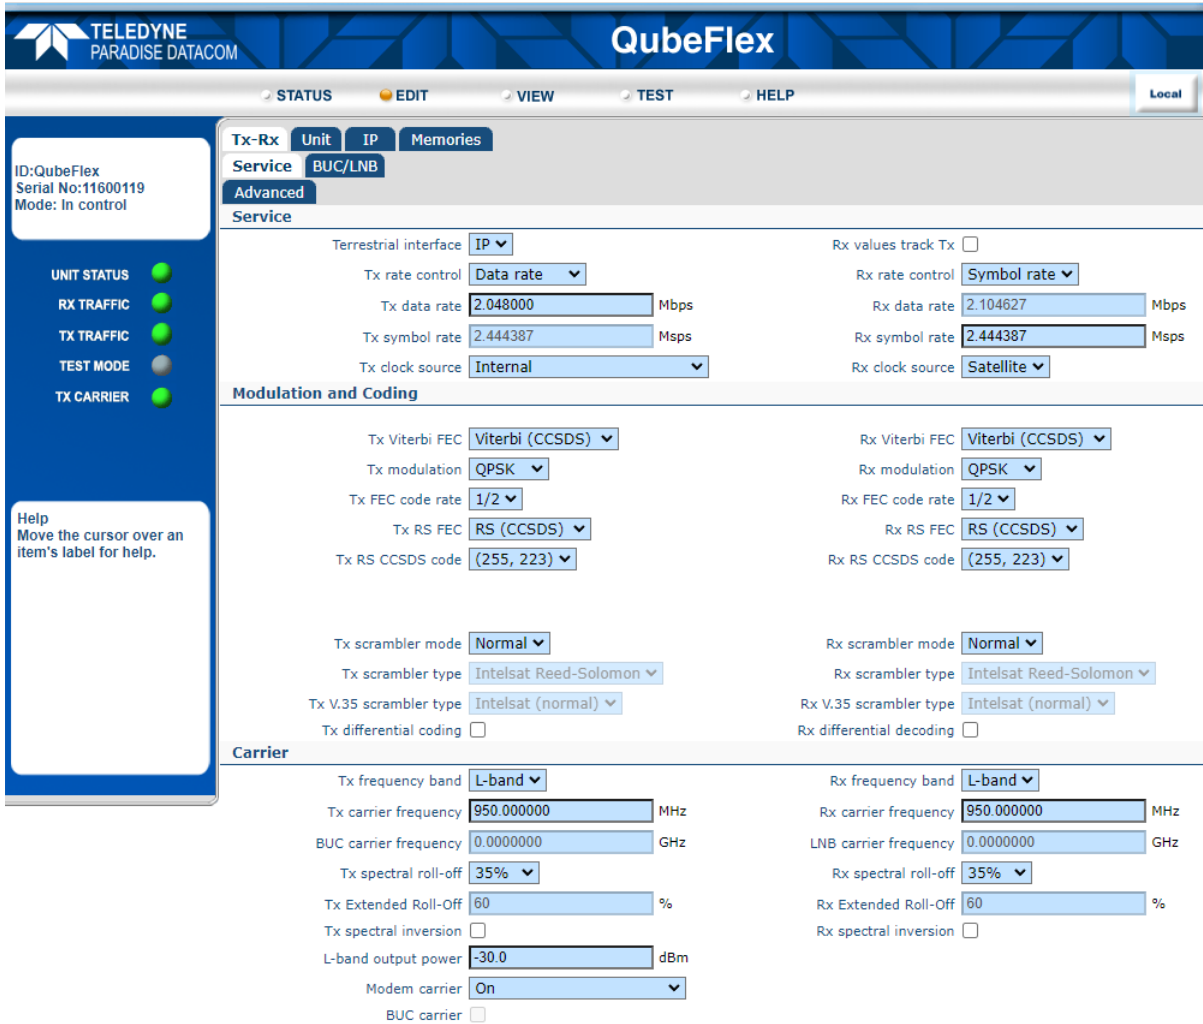 TELEDYNE
PARADISE DATACOM
QubeFlex
STATUS EDIT VIEW TEST HELP Local
Tx-Rx Unit IP Memories
Service BUC/LNB
Advanced
ID:QubeFlex
Serial No:11600119
Mode: In control
UNIT STATUS
RX TRAFFIC
TX TRAFFIC
TEST MODE
TX CARRIER
Help
Move the cursor over an
item's label for help.
Service
Terrestrial interface IP Rx values track Tx
Tx rate control Data rate Rx rate control Symbol rate
Tx data rate 2.048000 Mbps Rx data rate 2.104627 Mbps
Tx symbol rate 2.444387 Msps Rx symbol rate 2.444387 Msps
Tx clock source Internal Rx clock source Satellite
Modulation and Coding
Tx Viterbi FEC Viterbi (CCSDS) Rx Viterbi FEC Viterbi (CCSDS)
Tx modulation QPSK Rx modulation QPSK
Tx FEC code rate 1/2 Rx FEC code rate 1/2
Tx RS FEC RS (CCSDS) Rx RS FEC RS (CCSDS)
Tx RS CCSDS code (255, 223) Rx RS CCSDS code (255, 223)
Tx scrambler mode Normal Rx scrambler mode Normal
Tx scrambler type Intelsat Reed-Solomon Rx scrambler type Intelsat Reed-Solomon
Tx V.35 scrambler type Intelsat (normal) Rx V.35 scrambler type Intelsat (normal)
Tx differential coding Rx differential decoding
Carrier
Tx frequency band L-band Rx frequency band L-band
Tx carrier frequency 950.000000 MHz Rx carrier frequency 950.000000 MHz
BUC carrier frequency 0.0000000 GHz LNB carrier frequency 0.0000000 GHz
Tx spectral roll-off 35% Rx spectral roll-off 35%
Tx Extended Roll-Off 60 % Rx Extended Roll-Off 60 %
Tx spectral inversion Rx spectral inversion
L-band output power -30.0 dBm
Modem carrier On
BUC carrier